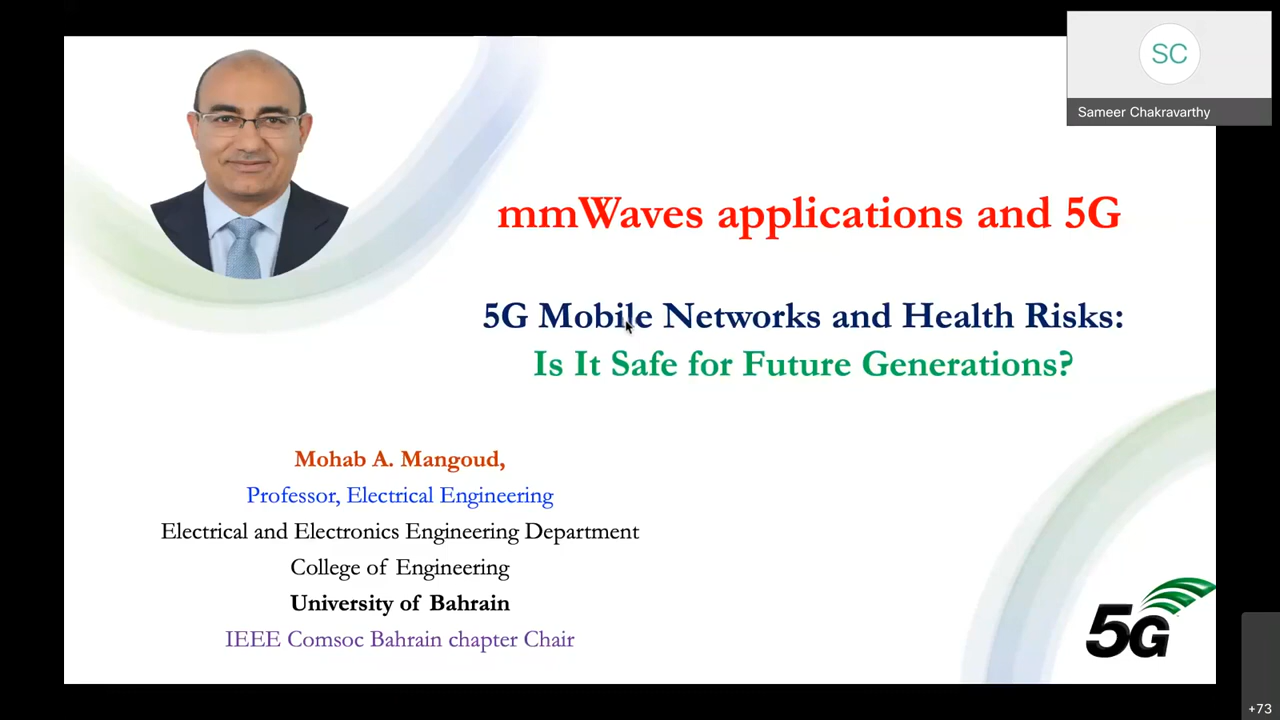 SC
Sameer Chakravarthy
mmWaves applications and 5G
5G Mobile Networks and Health Risks:
Is It Safe for Future Generations?
Mohab A. Mangoud,
Professor, Electrical Engineering
Electrical and Electronics Engineering Department
College of Engineering
University of Bahrain
IEEE Comsoc Bahrain chapter Chair
5G
+73